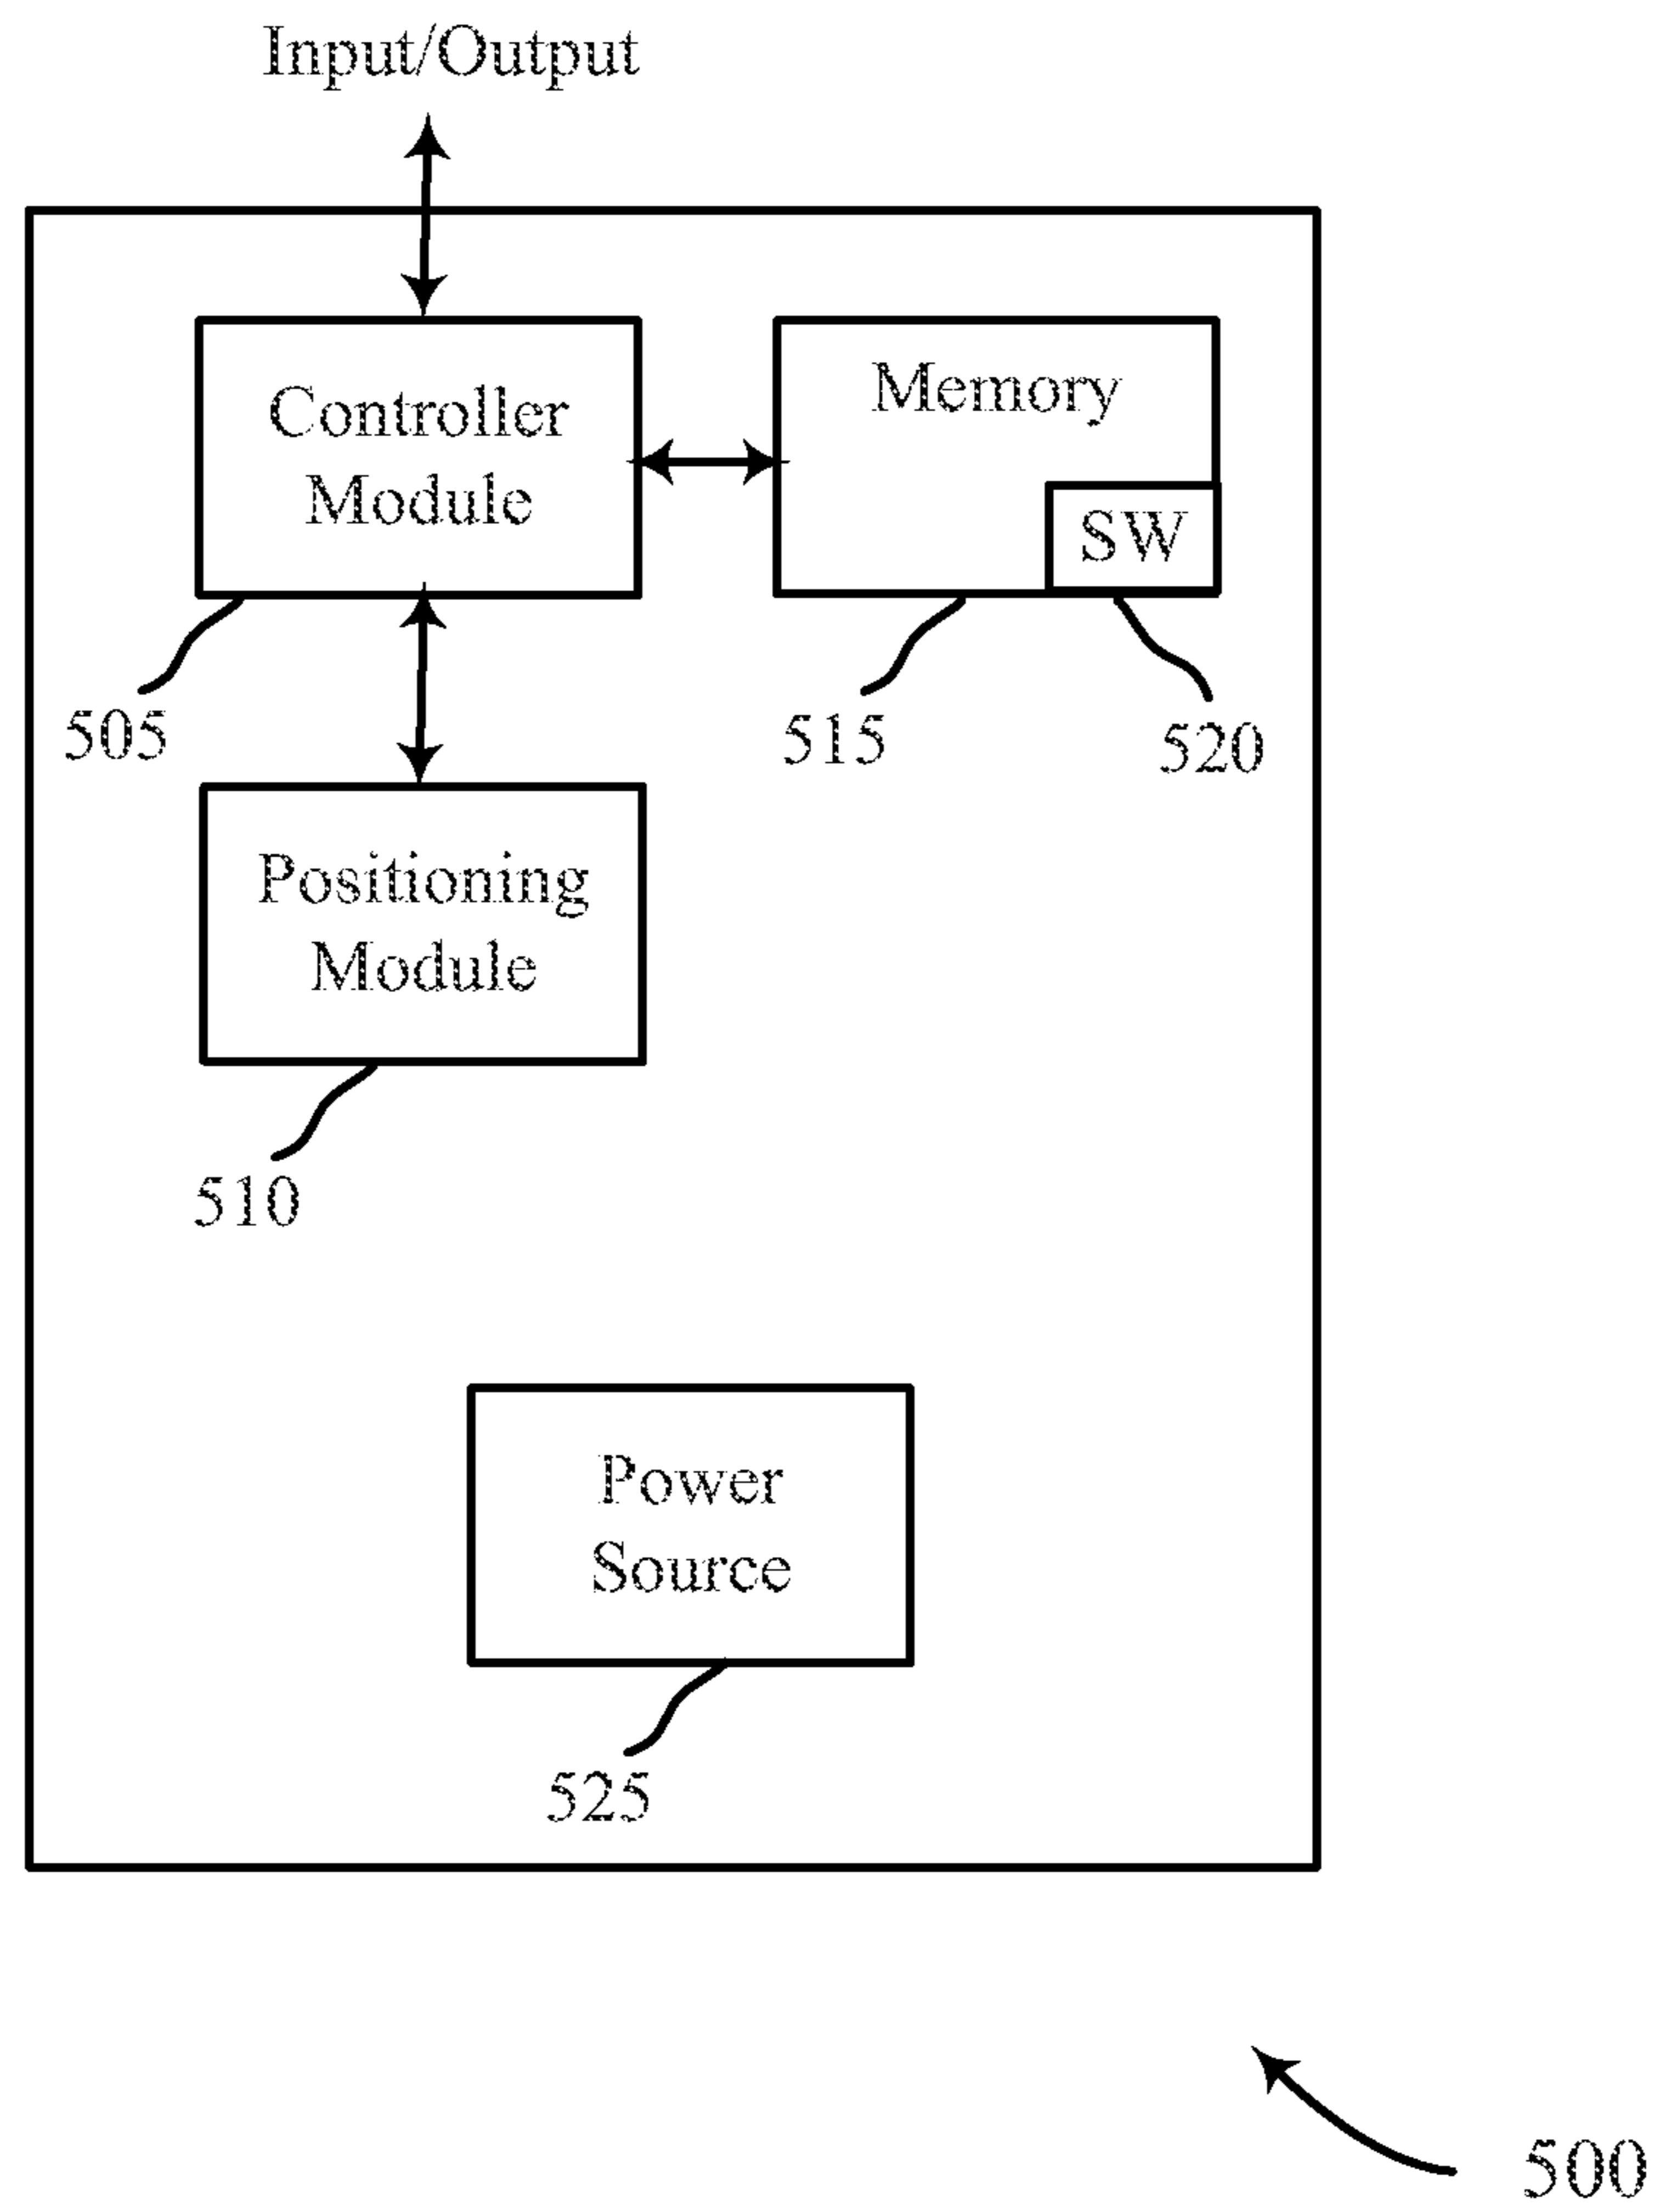 Input/Output
Controller
Module
Memory
SW
505
515
520
Positioning
Module
510
Power
Source
525
500